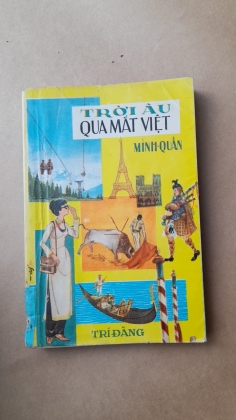 TRỜI ÂU
QUA MẮT VIỆT
MINH-QUÂN
TRÍ-ĐĂNG